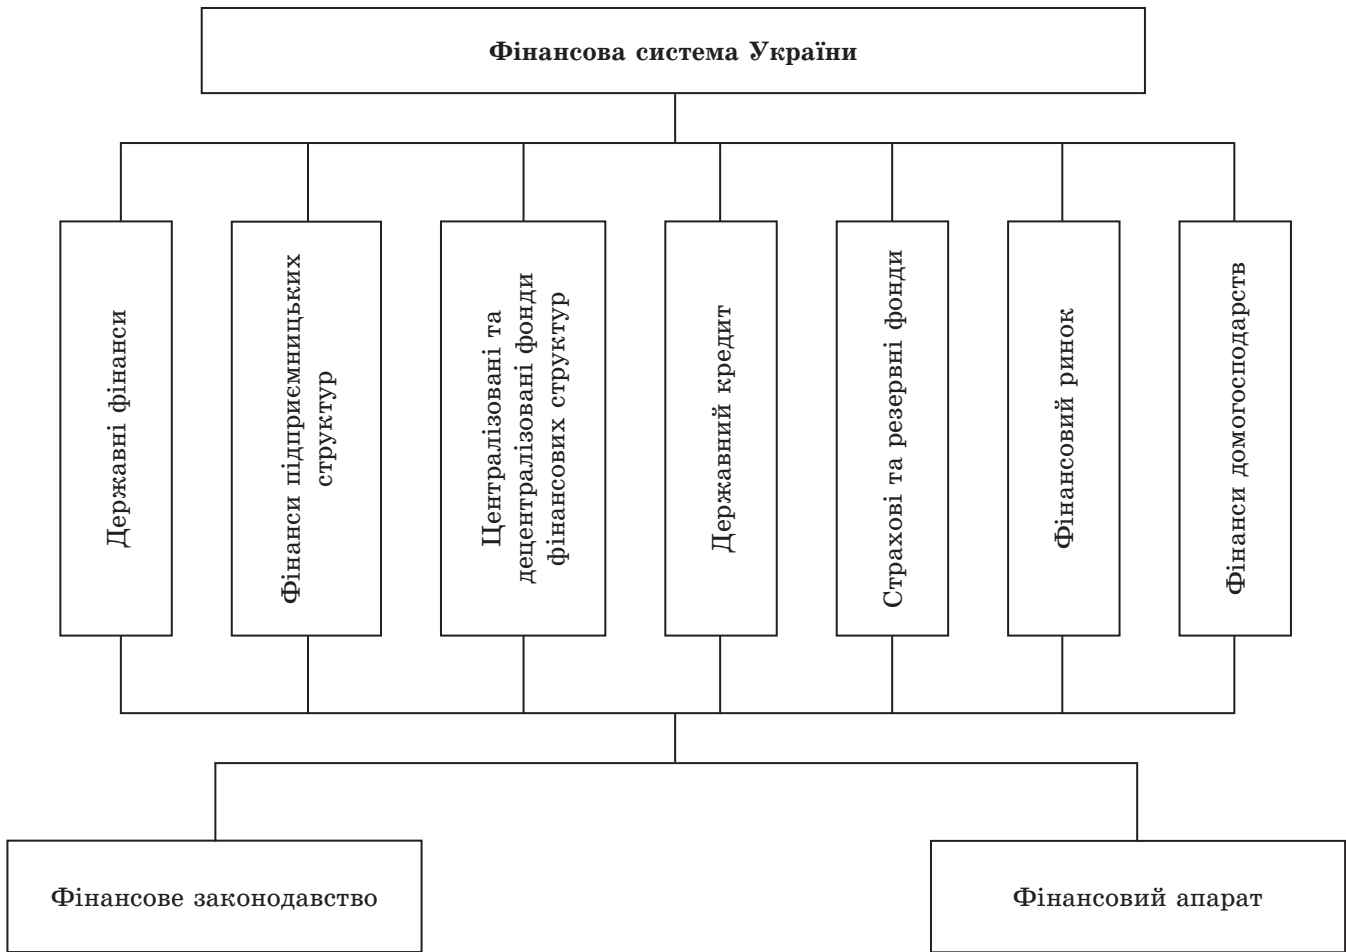 Фінансова система України
Державні фінанси
Фінанси підприємницьких
структур
Централізовані та
децентралізовані фонди
фінансових структур
Державний кредит
Страхові та резервні фонди
Фінансовий ринок
Фінанси домогосподарств
Фінансове законодавство
Фінансовий апарат